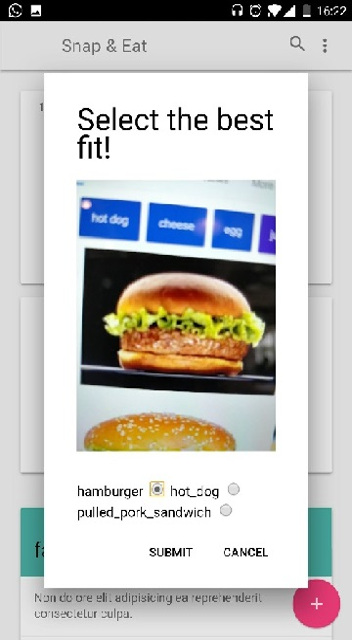 16:22
Snap & Eat
Select the best
fit!
More
hot dog
cheese
egg
hamburger hot_dog
pulled_pork_sandwich
SUBMIT CANCEL
Non do ore elit adipisicing ea reprehenderit
consectetur culpa.